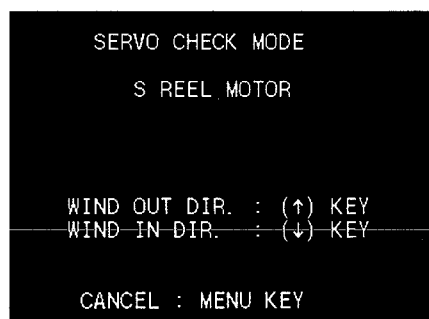 SERVO CHECK MODE
S REEL MOTOR
WIND OUT DIR. : (↑) KEY
WIND IN DIR. : (↓) KEY
CANCEL : MENU KEY